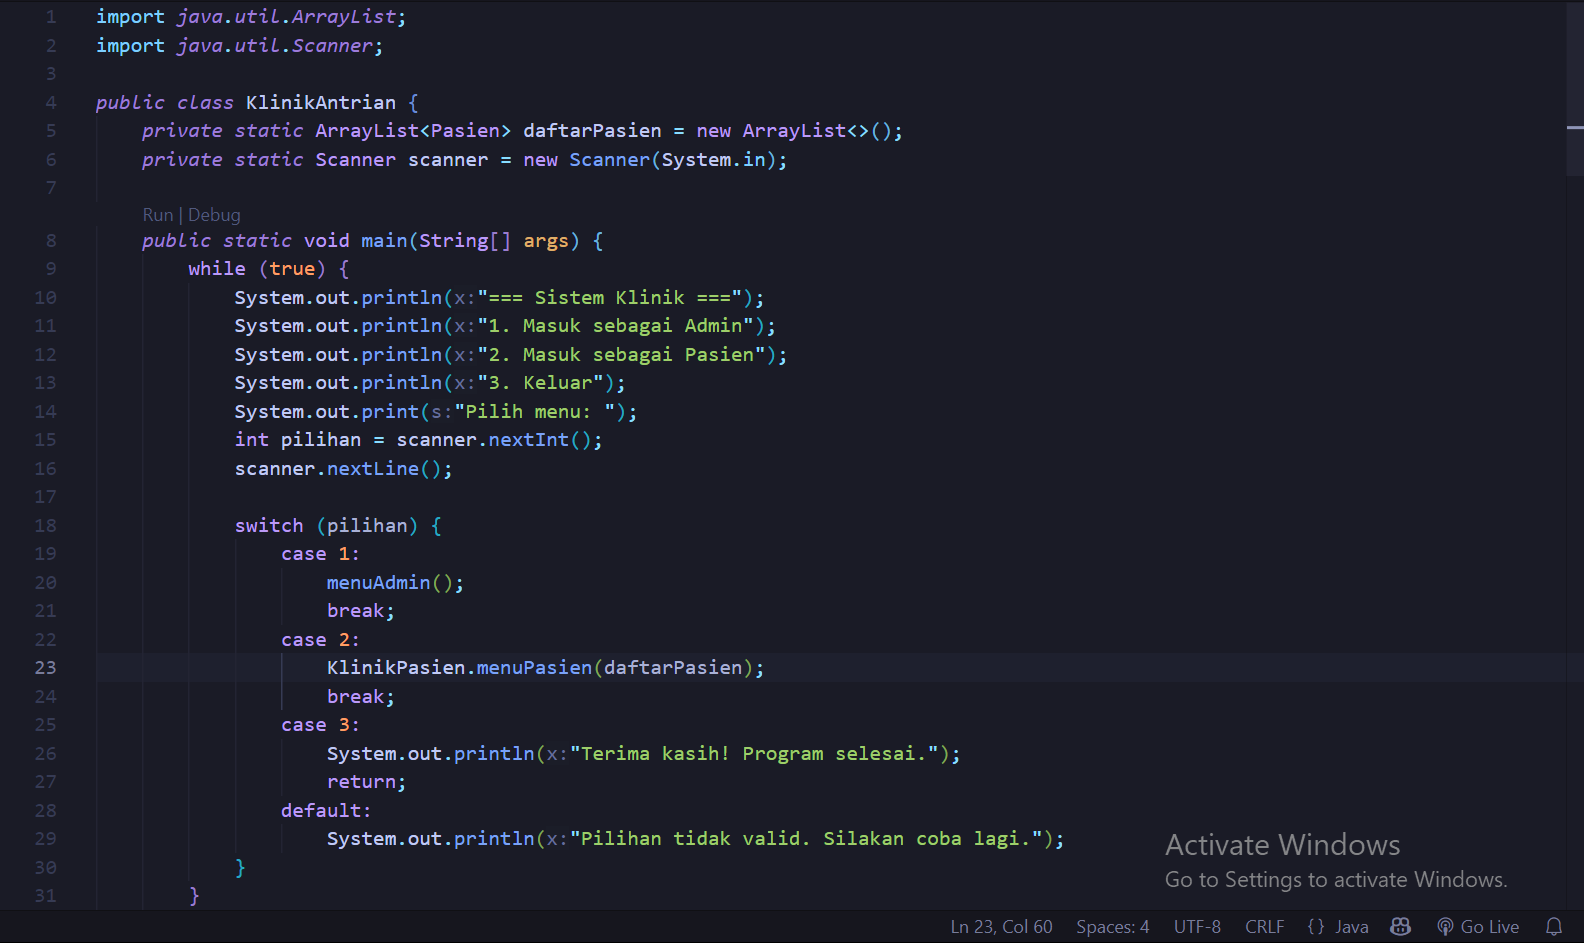 1 import java.util.ArrayList;
2 import java.util.Scanner;
3
4 public class KlinikAntrian {
5 private static ArrayList<Pasien> daftarPasien = new ArrayList<>();
6 private static Scanner scanner = new Scanner(System.in);
7
Run | Debug
8 public static void main(String[] args) {
9 while (true) {
10 System.out.println(x:"=== Sistem Klinik ===");
11 System.out.println(x:"1. Masuk sebagai Admin");
12 System.out.println(x:"2. Masuk sebagai Pasien");
13 System.out.println(x:"3. Keluar");
14 System.out.print(s:"Pilih menu: ");
15 int pilihan = scanner.nextInt();
16 scanner.nextLine();
17
18 switch (pilihan) {
19 case 1:
20 menuAdmin();
21 break;
22 case 2:
23 KlinikPasien.menuPasien(daftarPasien);
24 break;
25 case 3:
26 System.out.println(x:"Terima kasih! Program selesai.");
27 return;
28 default:
29 System.out.println(x:"Pilihan tidak valid. Silakan coba lagi.");
30 }
31 }
Activate Windows
Go to Settings to activate Windows.
Ln 23, Col 60 Spaces: 4 UTF-8 CRLF {} Java Go Live